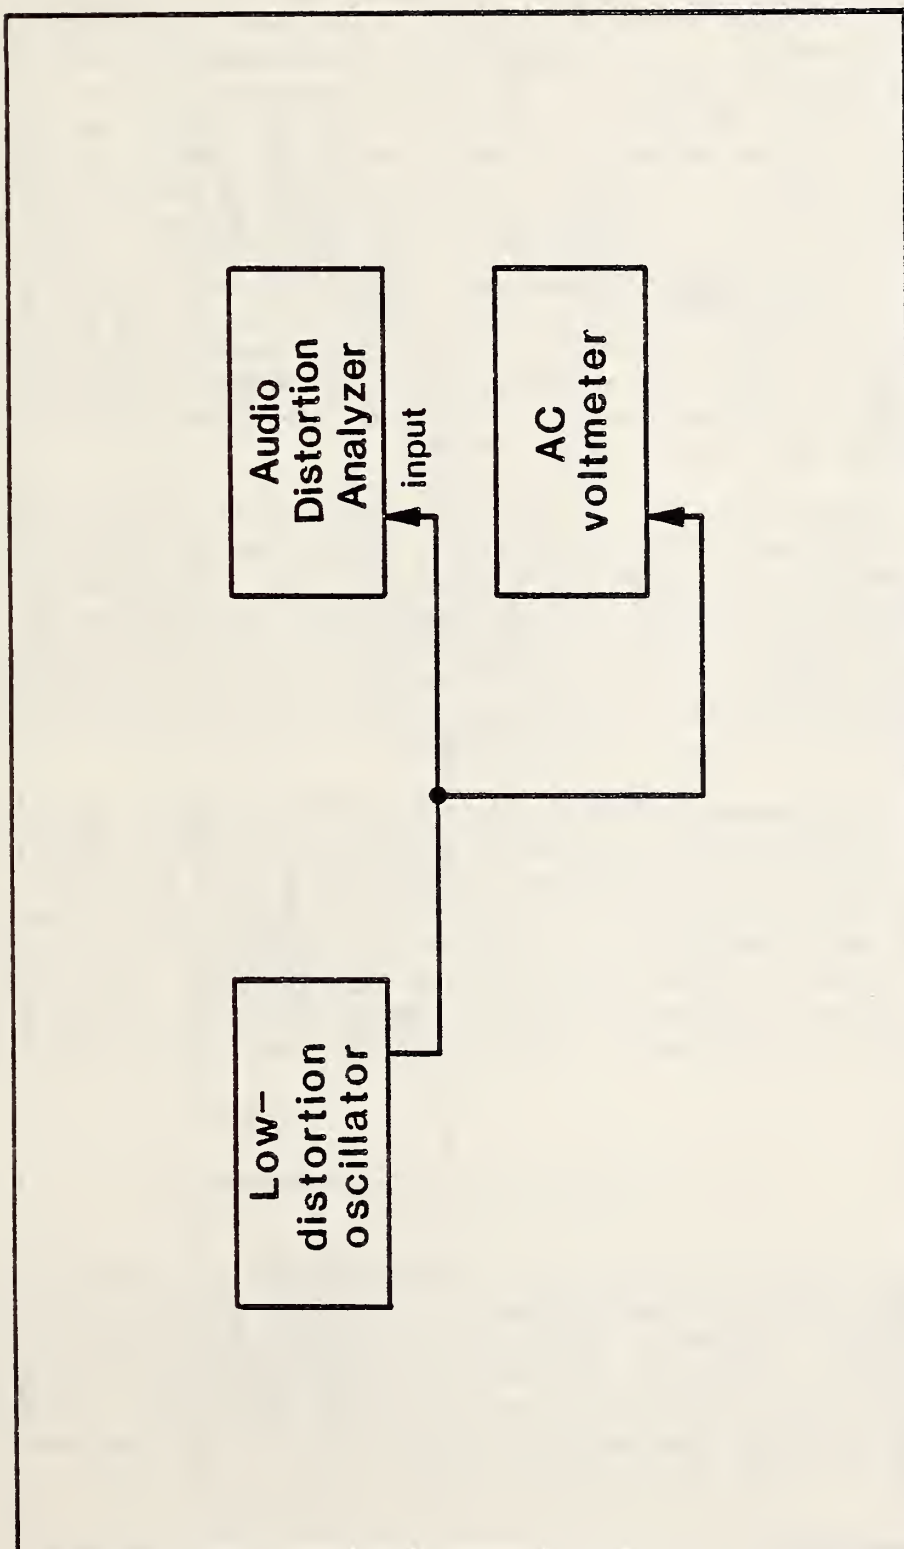 Low-
distortion
oscillator
Audio
Distortion
Analyzer
input
AC
voltmeter